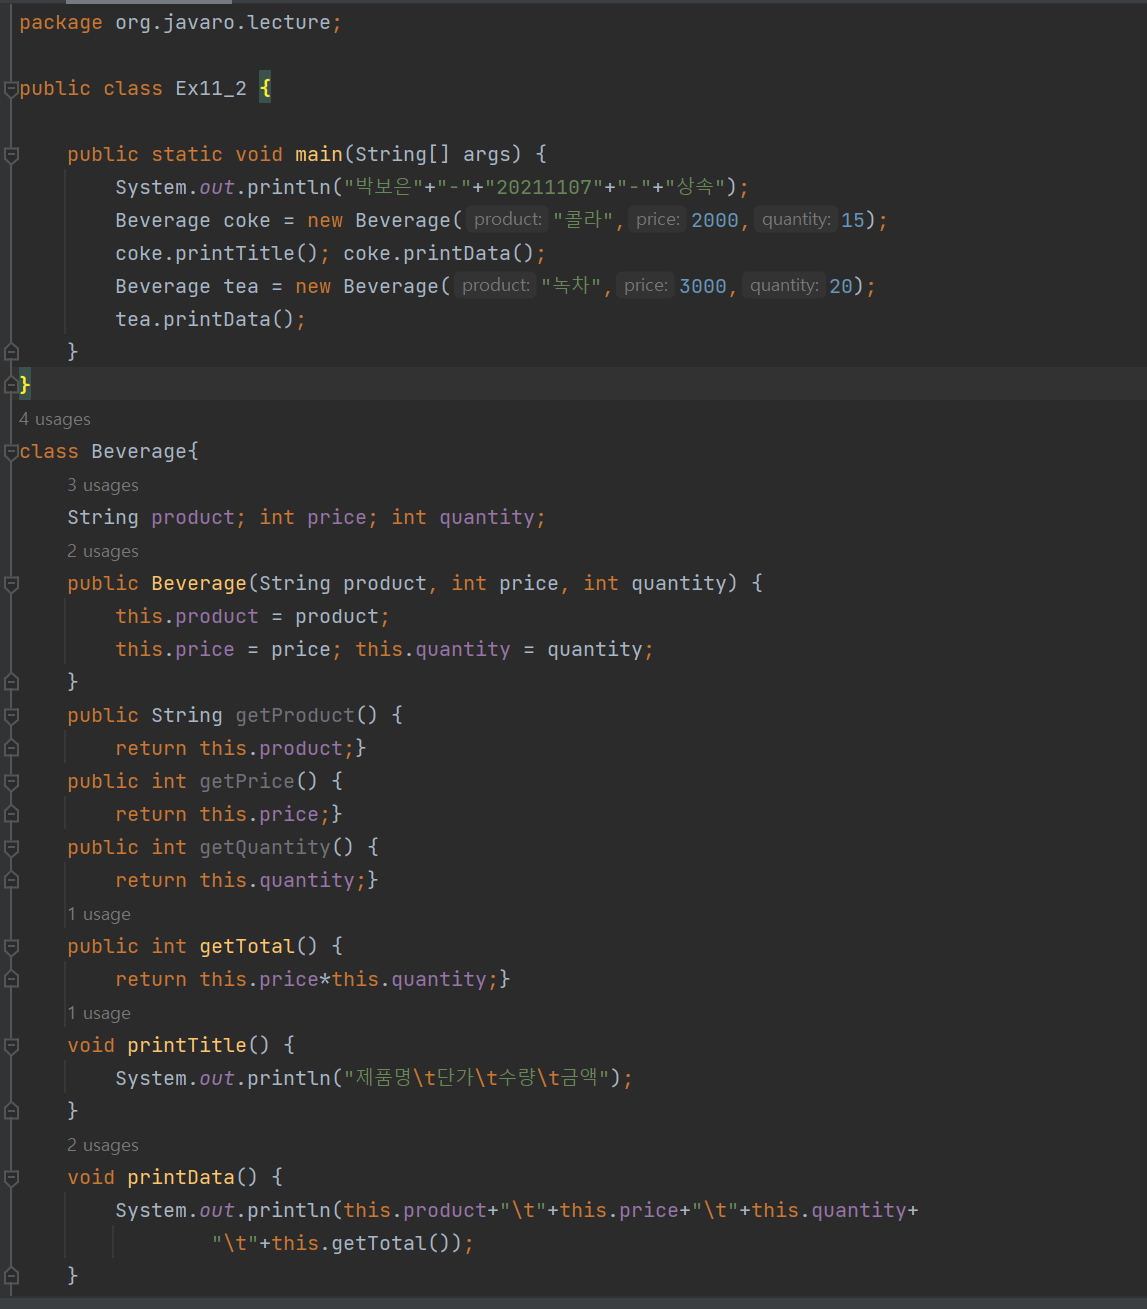 package org.javaro.lecture;
public class Ex11_2 {
public static void main(String[] args) {
System.out.println("박보은"+"-"+"20211107"+"-"+"상속");
Beverage coke = new Beverage( product: "콜라", price: 2000, quantity: 15);
coke.printTitle(); coke.printData();
Beverage tea = new Beverage( product: "녹차", price: 3000, quantity: 20);
tea.printData();
}
}
4 usages
class Beverage{
3 usages
String product; int price; int quantity;
2 usages
public Beverage(String product, int price, int quantity) {
this.product = product;
this.price = price; this.quantity = quantity;
}
public String getProduct() {
return this.product;}
public int getPrice() {
return this.price;}
public int getQuantity() {
return this.quantity;}
1 usage
public int getTotal() {
return this.price*this.quantity;}
1 usage
void printTitle() {
System.out.println("제품명\t단가\t수량\t금액");
}
2 usages
void printData() {
System.out.println(this.product+"\t"+this.price+"\t"+this.quantity+
"\t"+this.getTotal());
}